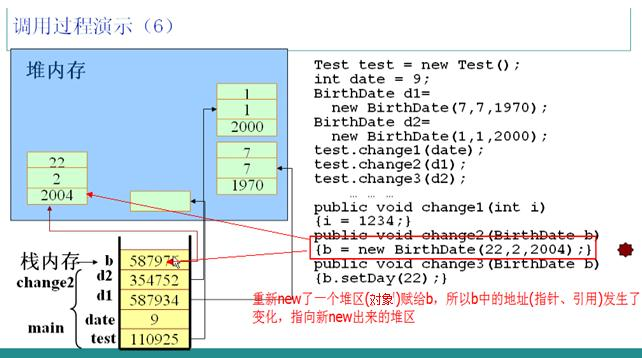 调用过程演示（6）
堆内存
1
1
2000
7
7
1970
22
2
2004
栈内存
change2
main
b
587975
d2
354752
d1
587934
date
9
test
110925
Test test = new Test();
int date = 9;
BirthDate d1=
new BirthDate(7,7,1970);
BirthDate d2=
new BirthDate(1,1,2000);
test.change1(date);
test.change2(d1);
test.change3(d2);
… … …
public void change1(int i)
{i = 1234;}
public void change2(BirthDate b)
{b = new BirthDate(22,2,2004);}
public void change3(BirthDate b)
{b.setDay(22);}
重新new了一个堆区(对象)赋给b，所以b中的地址(指针、引用)发生了
变化，指向新new出来的堆区